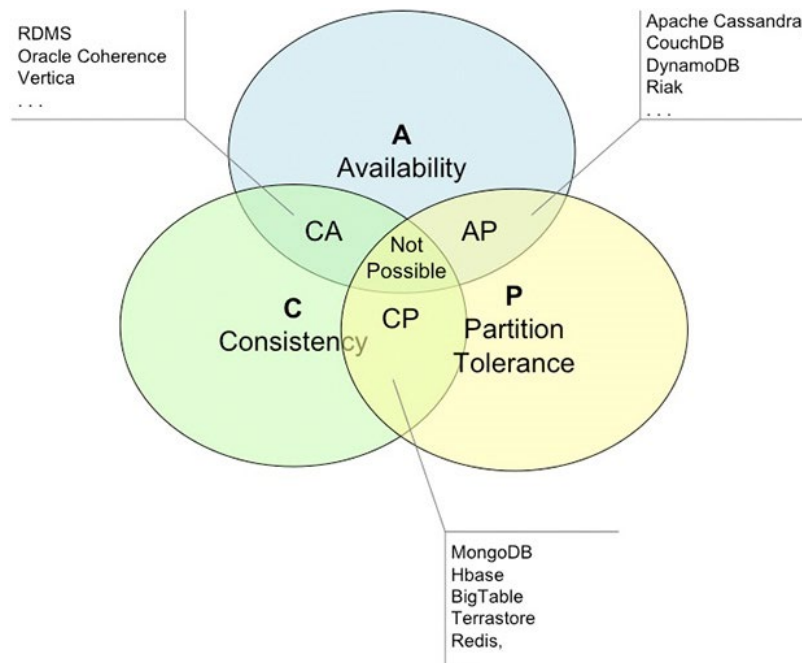 RDMS
Oracle Coherence
Vertica
. . .
Apache Cassandra
CouchDB
DynamoDB
Riak
. . .
A
Availability
CA
AP
Not
Possible
C
Consistency
CP
P
Partition
Tolerance
MongoDB
Hbase
BigTable
Terrastore
Redis,